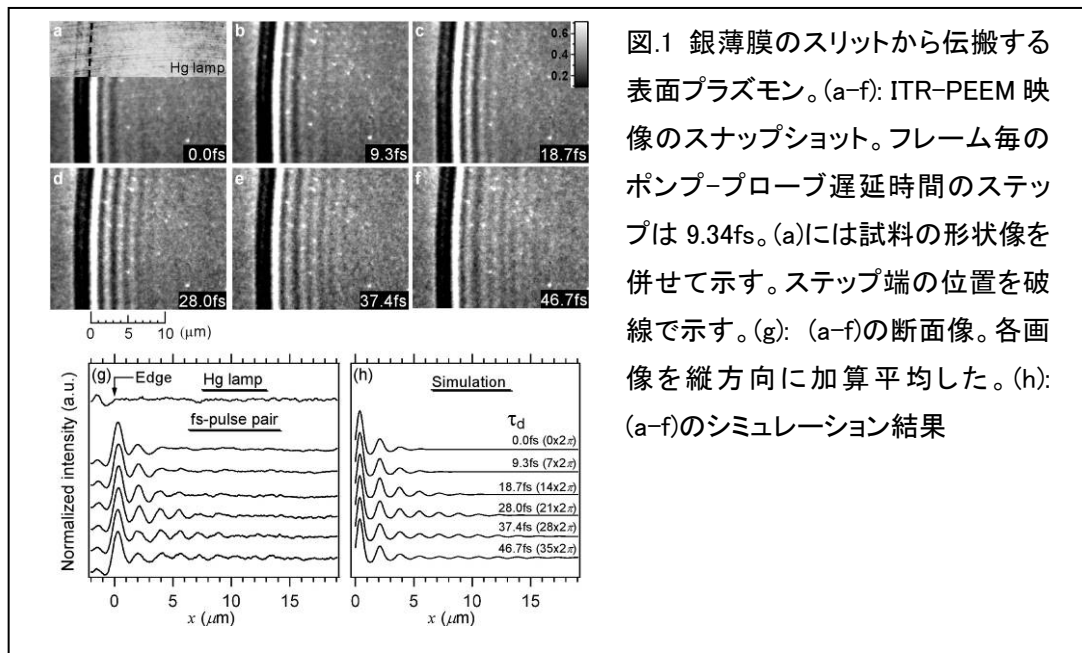 a
Hg lamp
0.0fs
b
9.3fs
c
0.6
0.4
0.2
18.7fs
d
28.0fs
e
37.4fs
f
46.7fs
0 5 10 (μm)
(g)
Edge
Hg lamp
fs-pulse pair
Normalized intensity (a.u.)
0 5 10 15
x (μm)
(h)
Simulation
τd
0.0fs (0x2π)
9.3fs (7x2π)
18.7fs (14x2π)
28.0fs (21x2π)
37.4fs (28x2π)
46.7fs (35x2π)
0 5 10 15
x (μm)
図.1 銀薄膜のスリットから伝搬する
表面プラズモン。(a-f): ITR-PEEM 映
像のスナップショット。フレーム毎の
ポンプ-プローブ遅延時間のステッ
プは 9.34fs。(a)には試料の形状像を
併せて示す。ステップ端の位置を破
線で示す。(g): (a-f)の断面像。各画
像を縦方向に加算平均した。(h):
(a-f)のシミュレーション結果